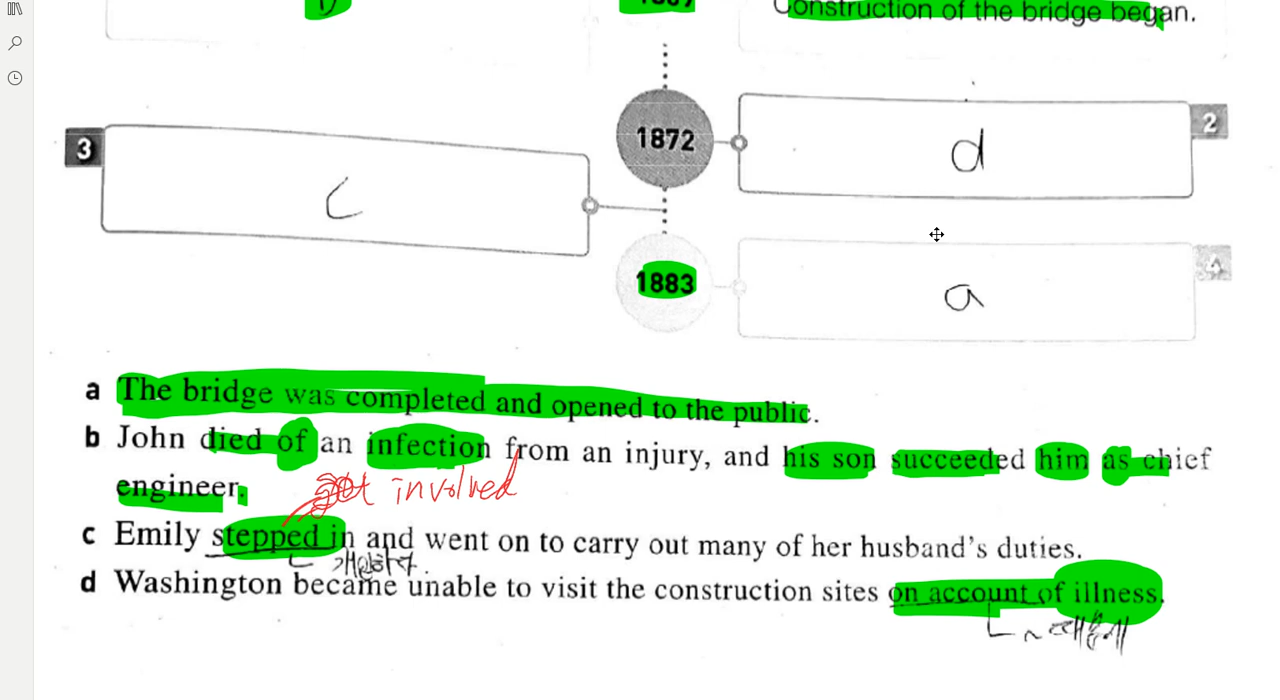 Construction of the bridge began.
1872
2
d
3
c
1883
4
a
a The bridge was completed and opened to the public.
b John died of an infection from an injury, and his son succeeded him as chief
engineer.
got involved
c Emily stepped in and went on to carry out many of her husband's duties.
개입하다.
d Washington became unable to visit the construction sites on account of illness.
~ 때문에